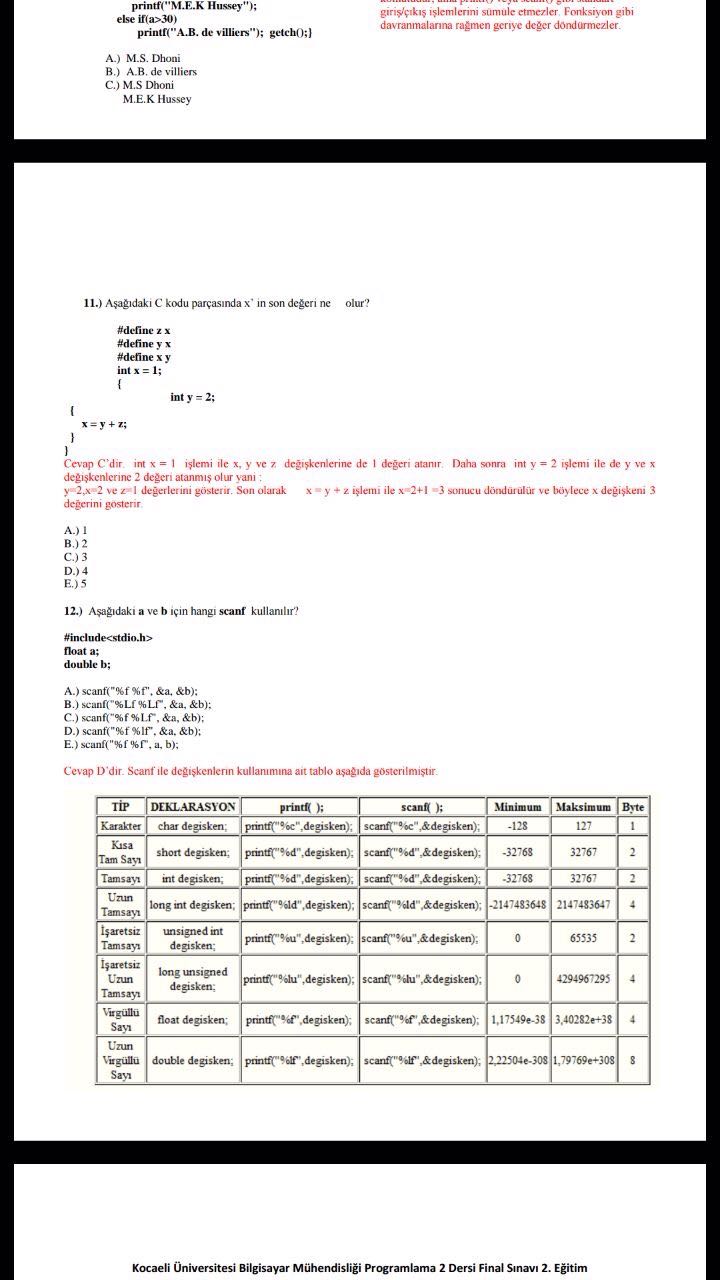 printf("M.E.K Hussey");
else if(a>30)
printf("A.B. de villiers"); getch();}
giriş/çıkış işlemlerini sümule etmezler. Fonksiyon gibi
davranmalarına rağmen geriye değer döndürmezler.
A.) M.S. Dhoni
B.) A.B. de villiers
C.) M.S Dhoni
M.E.K Hussey
11.) Aşağıdaki C kodu parçasında x' in son değeri ne olur?
#define z x
#define y x
#define x y
int x = 1;
{
int y = 2;
{
x = y + z;
}
}
Cevap C'dir. int x = 1 işlemi ile x, y ve z değişkenlerine de 1 değeri atanır. Daha sonra int y = 2 işlemi ile de y ve x
değişkenlerine 2 değeri atanmış olur yani :
y=2,x=2 ve z=1 değerlerini gösterir. Son olarak x = y + z işlemi ile x=2+1 =3 sonucu döndürülür ve böylece x değişkeni 3
değerini gösterir.
A.) 1
B.) 2
C.) 3
D.) 4
E.) 5
12.) Aşağıdaki a ve b için hangi scanf kullanılır?
#include<stdio.h>
float a;
double b;
A.) scanf("%f %f", &a, &b);
B.) scanf("%Lf %Lf", &a, &b);
C.) scanf("%f %Lf", &a, &b);
D.) scanf("%f %lf", &a, &b);
E.) scanf("%f %f", a, b);
Cevap D'dir. Scanf ile değişkenlerin kullanımına ait tablo aşağıda gösterilmiştir.
TİP DEKLARASYON printf( ); scanf( ); Minimum Maksimum Byte
Karakter char degisken; printf("%c",degisken); scanf("%c",&degisken); -128 127 1
Kısa Tam Sayı short degisken; printf("%d",degisken); scanf("%d",&degisken); -32768 32767 2
Tamsayı int degisken; printf("%d",degisken); scanf("%d",&degisken); -32768 32767 2
Uzun Tamsayı long int degisken; printf("%ld",degisken); scanf("%ld",&degisken); -2147483648 2147483647 4
İşaretsiz Tamsayı unsigned int degisken; printf("%u",degisken); scanf("%u",&degisken); 0 65535 2
İşaretsiz Uzun Tamsayı long unsigned degisken; printf("%lu",degisken); scanf("%lu",&degisken); 0 4294967295 4
Virgüllü Sayı float degisken; printf("%f",degisken); scanf("%f",&degisken); 1,17549e-38 3,40282e+38 4
Uzun Virgüllü Sayı double degisken; printf("%lf",degisken); scanf("%lf",&degisken); 2,22504e-308 1,79769e+308 8
Kocaeli Üniversitesi Bilgisayar Mühendisliği Programlama 2 Dersi Final Sınavı 2. Eğitim